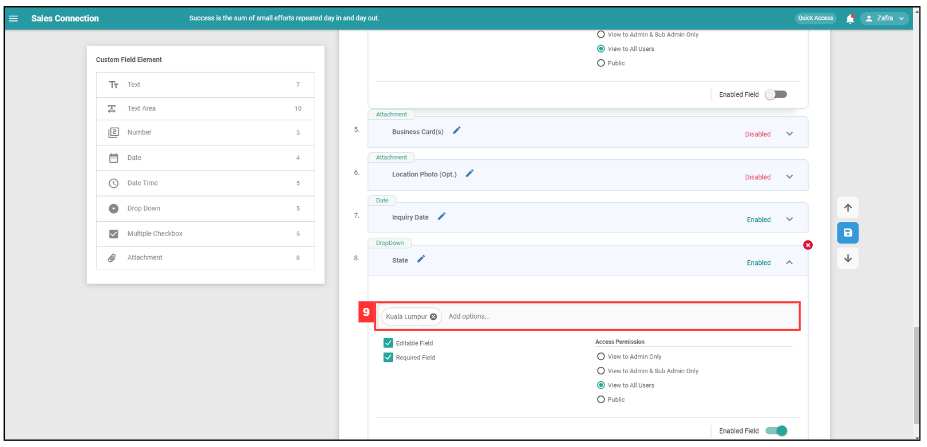 Sales Connection
Success is the sum of small efforts repeated day in and day out.
Quick Access
Zafra
Custom Field Element
Text 7
Text Area 10
Number 5
Date 4
Date Time 5
Drop Down 5
Multiple Checkbox 5
Attachment 8
View to Admin & Sub Admin Only
View to All Users
Public
Enabled Field
Attachment
5. Business Card(s) Disabled
Attachment
6. Location Photo (Opt.) Disabled
Date
7. Inquiry Date Enabled
DropDown
8. State Enabled
9
Kuala Lumpur Add options...
Editable Field
Required Field
Access Permission
View to Admin Only
View to Admin & Sub Admin Only
View to All Users
Public
Enabled Field